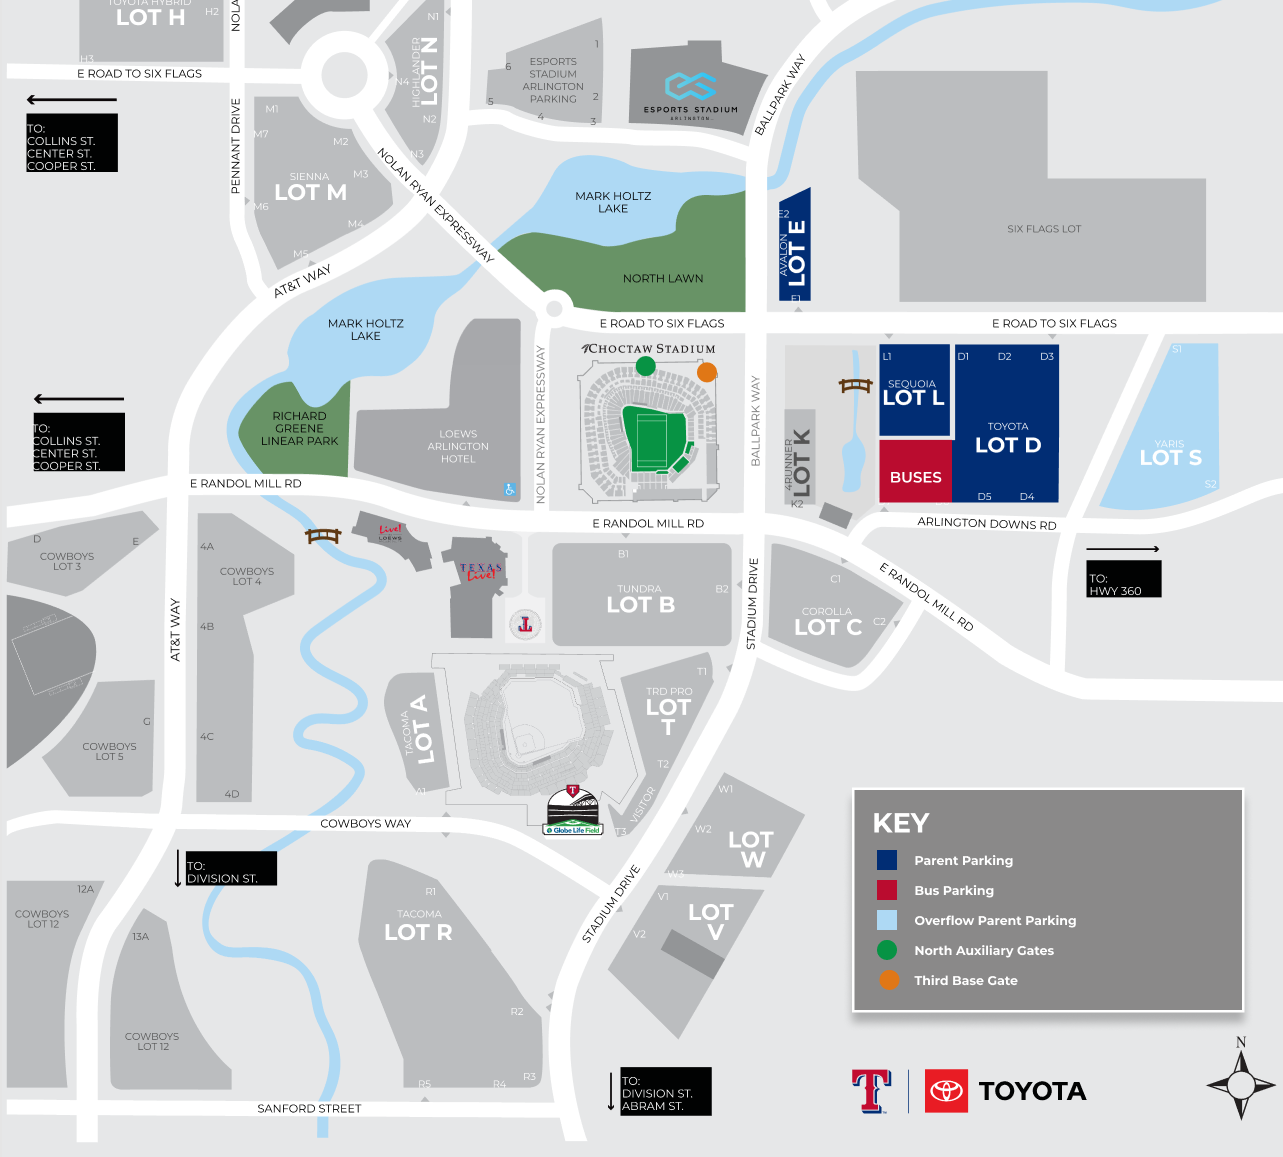 TOYOTA HYBRID
LOT H
H2
H3
NOLA
E ROAD TO SIX FLAGS
TO:
COLLINS ST.
CENTER ST.
COOPER ST.
PENNANT DRIVE
M1
M7
M2
M3
SIENNA
LOT M
M6
M4
M5
AT&T WAY
N1
HIGHLANDER
LOT N
N4
N2
N3
NOLAN RYAN EXPRESSWAY
ESPORTS
STADIUM
ARLINGTON
PARKING
1
6
5
2
4
3
ESPORTS STADIUM
ARLINGTON
BALLPARK WAY
MARK HOLTZ
LAKE
NORTH LAWN
E2
AVALON
LOT E
E1
SIX FLAGS LOT
E ROAD TO SIX FLAGS
E ROAD TO SIX FLAGS
MARK HOLTZ
LAKE
RICHARD
GREENE
LINEAR PARK
TO:
COLLINS ST.
CENTER ST.
COOPER ST.
LOEWS
ARLINGTON
HOTEL
NOLAN RYAN EXPRESSWAY
CHOCTAW STADIUM
BALLPARK WAY
4RUNNER
LOT K
K2
L1
SEQUOIA
LOT L
BUSES
D1
D2
D3
TOYOTA
LOT D
D5
D4
S1
YARIS
LOT S
S2
E RANDOL MILL RD
E RANDOL MILL RD
ARLINGTON DOWNS RD
E RANDOL MILL RD
TO:
HWY 360
D
E
COWBOYS
LOT 3
4A
COWBOYS
LOT 4
4B
4C
4D
AT&T WAY
G
COWBOYS
LOT 5
Live!
LOEWS
TEXAS
Live!
T
B1
TUNDRA
LOT B
B2
STADIUM DRIVE
C1
COROLLA
LOT C
C2
TACOMA
LOT A
A1
T1
TRD PRO
LOT
T
T2
VISITOR
T3
T
Globe Life Field
W1
W2
LOT
W
W3
COWBOYS WAY
TO:
DIVISION ST.
12A
COWBOYS
LOT 12
13A
COWBOYS
LOT 12
R1
TACOMA
LOT R
R2
R3
R4
R5
STADIUM DRIVE
V1
V2
LOT
V
SANFORD STREET
TO:
DIVISION ST.
ABRAM ST.
KEY
Parent Parking
Bus Parking
Overflow Parent Parking
North Auxiliary Gates
Third Base Gate
T
TOYOTA
N